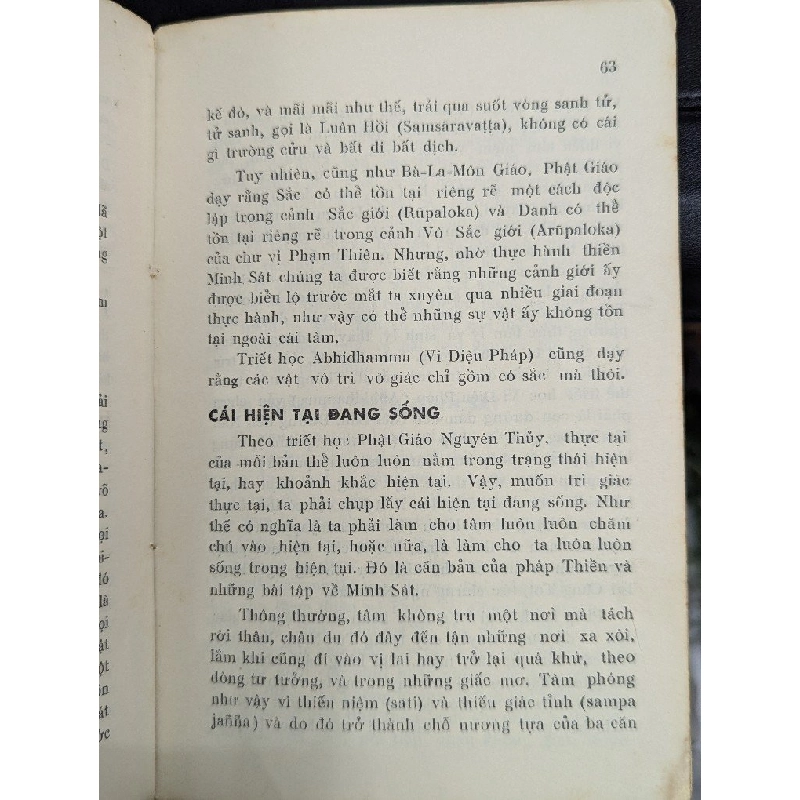 63
kế đó, và mãi mãi như thế, trải qua suốt vòng sanh tử,
tử sanh, gọi là Luân Hồi (Samsāravaṭṭa), không có cái
gì trường cửu và bất di bất dịch.
Tuy nhiên, cũng như Bà-La-Môn Giáo, Phật Giáo
dạy rằng Sắc có thể tồn tại riêng rẽ một cách độc
lập trong cảnh Sắc giới (Rūpaloka) và Danh có thể
tồn tại riêng rẽ trong cảnh Vô Sắc giới (Arūpaloka)
của chư vị Phạm Thiên. Nhưng, nhờ thực hành thiền
Minh Sát chúng ta được biết rằng những cảnh giới ấy
được biểu lộ trước mắt ta xuyên qua nhiều giai đoạn
thực hành, như vậy có thể những sự vật ấy không tồn
tại ngoài cái tâm.
Triết học Abhidhamma (Vi Diệu Pháp) cũng dạy
rằng các vật vô tri vô giác chỉ gồm có sắc mà thôi.
CÁI HIỆN TẠI ĐANG SỐNG
Theo triết học Phật Giáo Nguyên Thủy, thực tại
của mỗi bản thể luôn luôn nằm trong trạng thái hiện
tại, hay khoảnh khắc hiện tại. Vậy, muốn tri giác
thực tại, ta phải chụp lấy cái hiện tại đang sống. Như
thế có nghĩa là ta phải làm cho tâm luôn luôn chăm
chú vào hiện tại, hoặc nữa, là làm cho ta luôn luôn
sống trong hiện tại. Đó là căn bản của pháp Thiền và
những bài tập về Minh Sát.
Thông thường, tâm không trụ một nơi mà tách
rời thân, châu du đó đây đến tận những nơi xa xôi,
lắm khi cũng đi vào vị lai hay trở lại quá khứ, theo
dòng tư tưởng, và trong những giấc mơ. Tâm phóng
như vậy vì thiếu niệm (sati) và thiếu giác tỉnh (sampa
jañña) và do đó trở thành chỗ nương tựa của ba căn